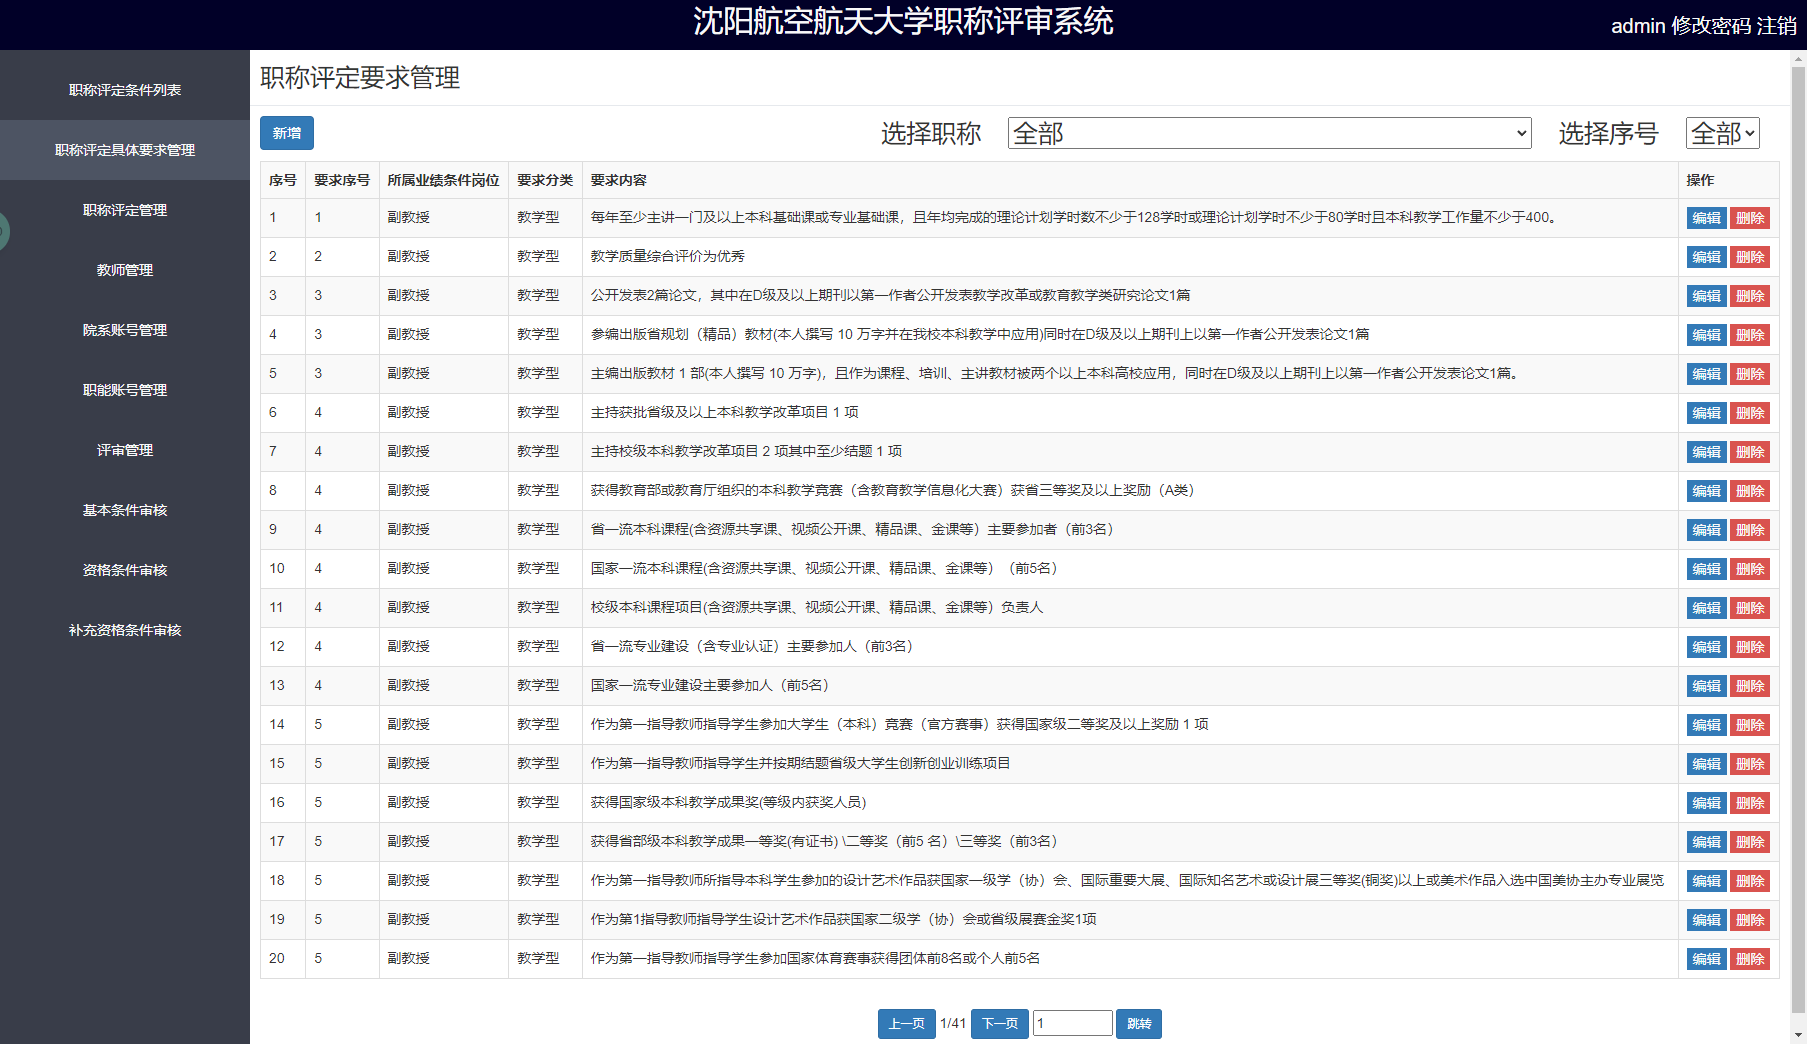 沈阳航空航天大学职称评审系统
admin 修改密码 注销
职称评定条件列表
职称评定具体要求管理
职称评定管理
教师管理
院系账号管理
职能账号管理
评审管理
基本条件审核
资格条件审核
补充资格条件审核
职称评定要求管理
新增 选择职称 全部 选择序号 全部
序号 要求序号 所属业绩条件岗位 要求分类 要求内容 操作
1 1 副教授 教学型 每年至少主讲一门及以上本科基础课或专业基础课，且年均完成的理论计划学时数不少于128学时或理论计划学时不少于80学时且本科教学工作量不少于400。 编辑 删除
2 2 副教授 教学型 教学质量综合评价为优秀 编辑 删除
3 3 副教授 教学型 公开发表2篇论文，其中在D级及以上期刊以第一作者公开发表教学改革或教育教学类研究论文1篇 编辑 删除
4 3 副教授 教学型 参编出版省规划（精品）教材(本人撰写 10 万字并在我校本科教学中应用)同时在D级及以上期刊上以第一作者公开发表论文1篇 编辑 删除
5 3 副教授 教学型 主编出版教材 1 部(本人撰写 10 万字)，且作为课程、培训、主讲教材被两个以上本科高校应用，同时在D级及以上期刊上以第一作者公开发表论文1篇。 编辑 删除
6 4 副教授 教学型 主持获批省级及以上本科教学改革项目 1 项 编辑 删除
7 4 副教授 教学型 主持校级本科教学改革项目 2 项其中至少结题 1 项 编辑 删除
8 4 副教授 教学型 获得教育部或教育厅组织的本科教学竞赛（含教育教学信息化大赛）获省三等奖及以上奖励（A类） 编辑 删除
9 4 副教授 教学型 省一流本科课程(含资源共享课、视频公开课、精品课、金课等）主要参加者（前3名） 编辑 删除
10 4 副教授 教学型 国家一流本科课程(含资源共享课、视频公开课、精品课、金课等）（前5名） 编辑 删除
11 4 副教授 教学型 校级本科课程项目(含资源共享课、视频公开课、精品课、金课等）负责人 编辑 删除
12 4 副教授 教学型 省一流专业建设（含专业认证）主要参加人（前3名） 编辑 删除
13 4 副教授 教学型 国家一流专业建设主要参加人（前5名） 编辑 删除
14 5 副教授 教学型 作为第一指导教师指导学生参加大学生（本科）竞赛（官方赛事）获得国家级二等奖及以上奖励 1 项 编辑 删除
15 5 副教授 教学型 作为第一指导教师指导学生并按期结题省级大学生创新创业训练项目 编辑 删除
16 5 副教授 教学型 获得国家级本科教学成果奖(等级内获奖人员) 编辑 删除
17 5 副教授 教学型 获得省部级本科教学成果一等奖(有证书) \二等奖（前5 名）\三等奖（前3名） 编辑 删除
18 5 副教授 教学型 作为第一指导教师所指导本科学生参加的设计艺术作品获国家一级学（协）会、国际重要大展、国际知名艺术或设计展三等奖(铜奖)以上或美术作品入选中国美协主办专业展览 编辑 删除
19 5 副教授 教学型 作为第1指导教师指导学生设计艺术作品获国家二级学（协）会或省级展赛金奖1项 编辑 删除
20 5 副教授 教学型 作为第一指导教师指导学生参加国家体育赛事获得团体前8名或个人前5名 编辑 删除
上一页 1/41 下一页 1 跳转